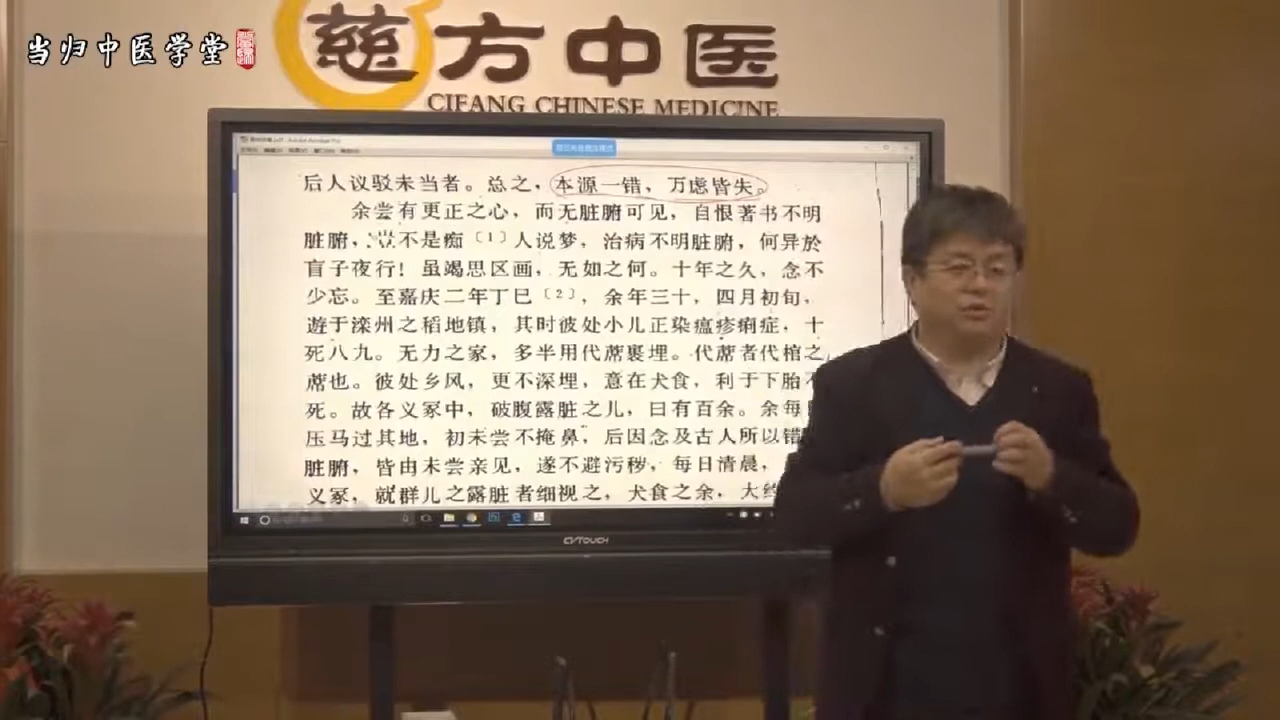 当归中医学堂
慈方中医
CIFANG CHINESE MEDICINE
后人议驳未当者。总之，本源一错，万虑皆失。
余尝有更正之心，而无脏腑可见，自恨著书不明
脏腑，岂不是痴〔1〕人说梦，治病不明脏腑，何异於
盲子夜行！虽竭思区画，无如之何。十年之久，念不
少忘。至嘉庆二年丁巳〔2〕，余年三十，四月初旬，
遊于滦州之稻地镇，其时彼处小儿正染瘟疹痢症，十
死八九。无力之家，多半用代蓆裹埋。代蓆者代棺之
蓆也。彼处乡风，更不深埋，意在犬食，利于下胎不
死。故各义冢中，破腹露脏之儿，日有百余。余每
压马过其地，初未尝不掩鼻，后因念及古人所以错
脏腑，皆由未尝亲见，遂不避污秽，每日清晨，
义冢，就群儿之露脏者细视之，犬食之余，大约
CVTOUCH